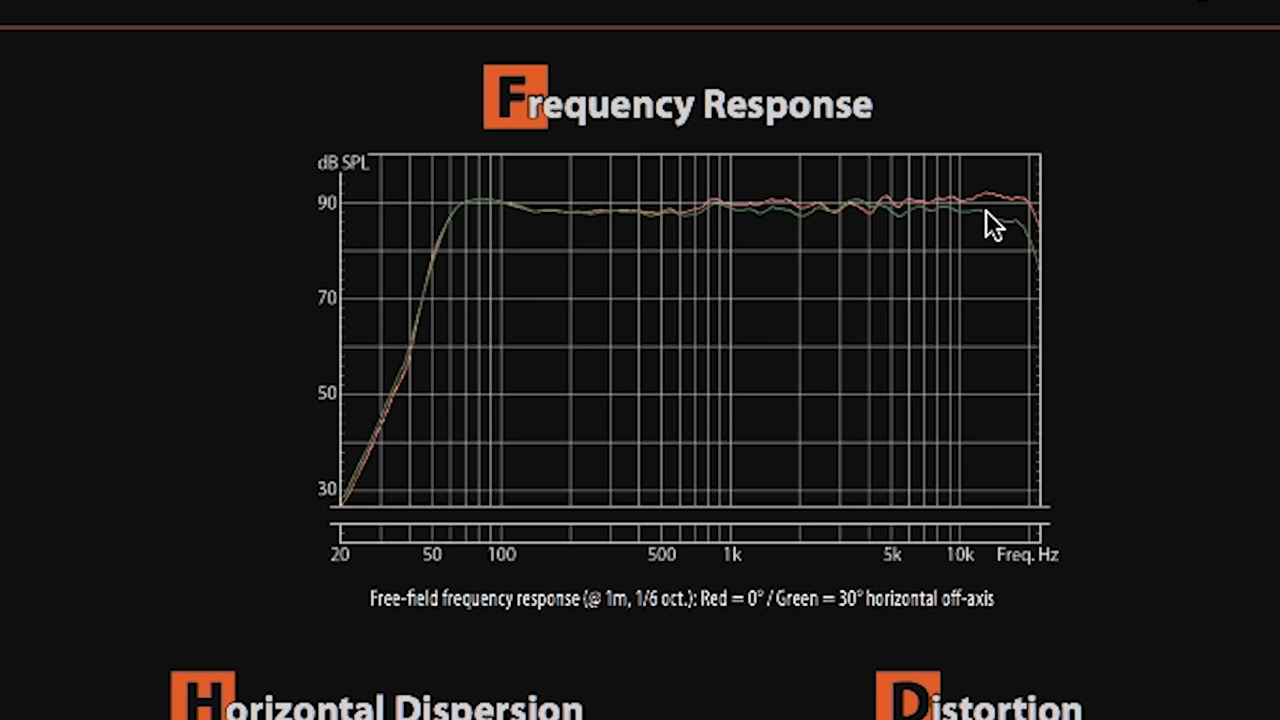 Frequency Response
dB SPL
90
70
50
30
20 50 100 500 1k 5k 10k Freq. Hz
Free-field frequency response (@ 1m, 1/6 oct.): Red = 0° / Green = 30° horizontal off-axis
Horizontal Dispersion Distortion